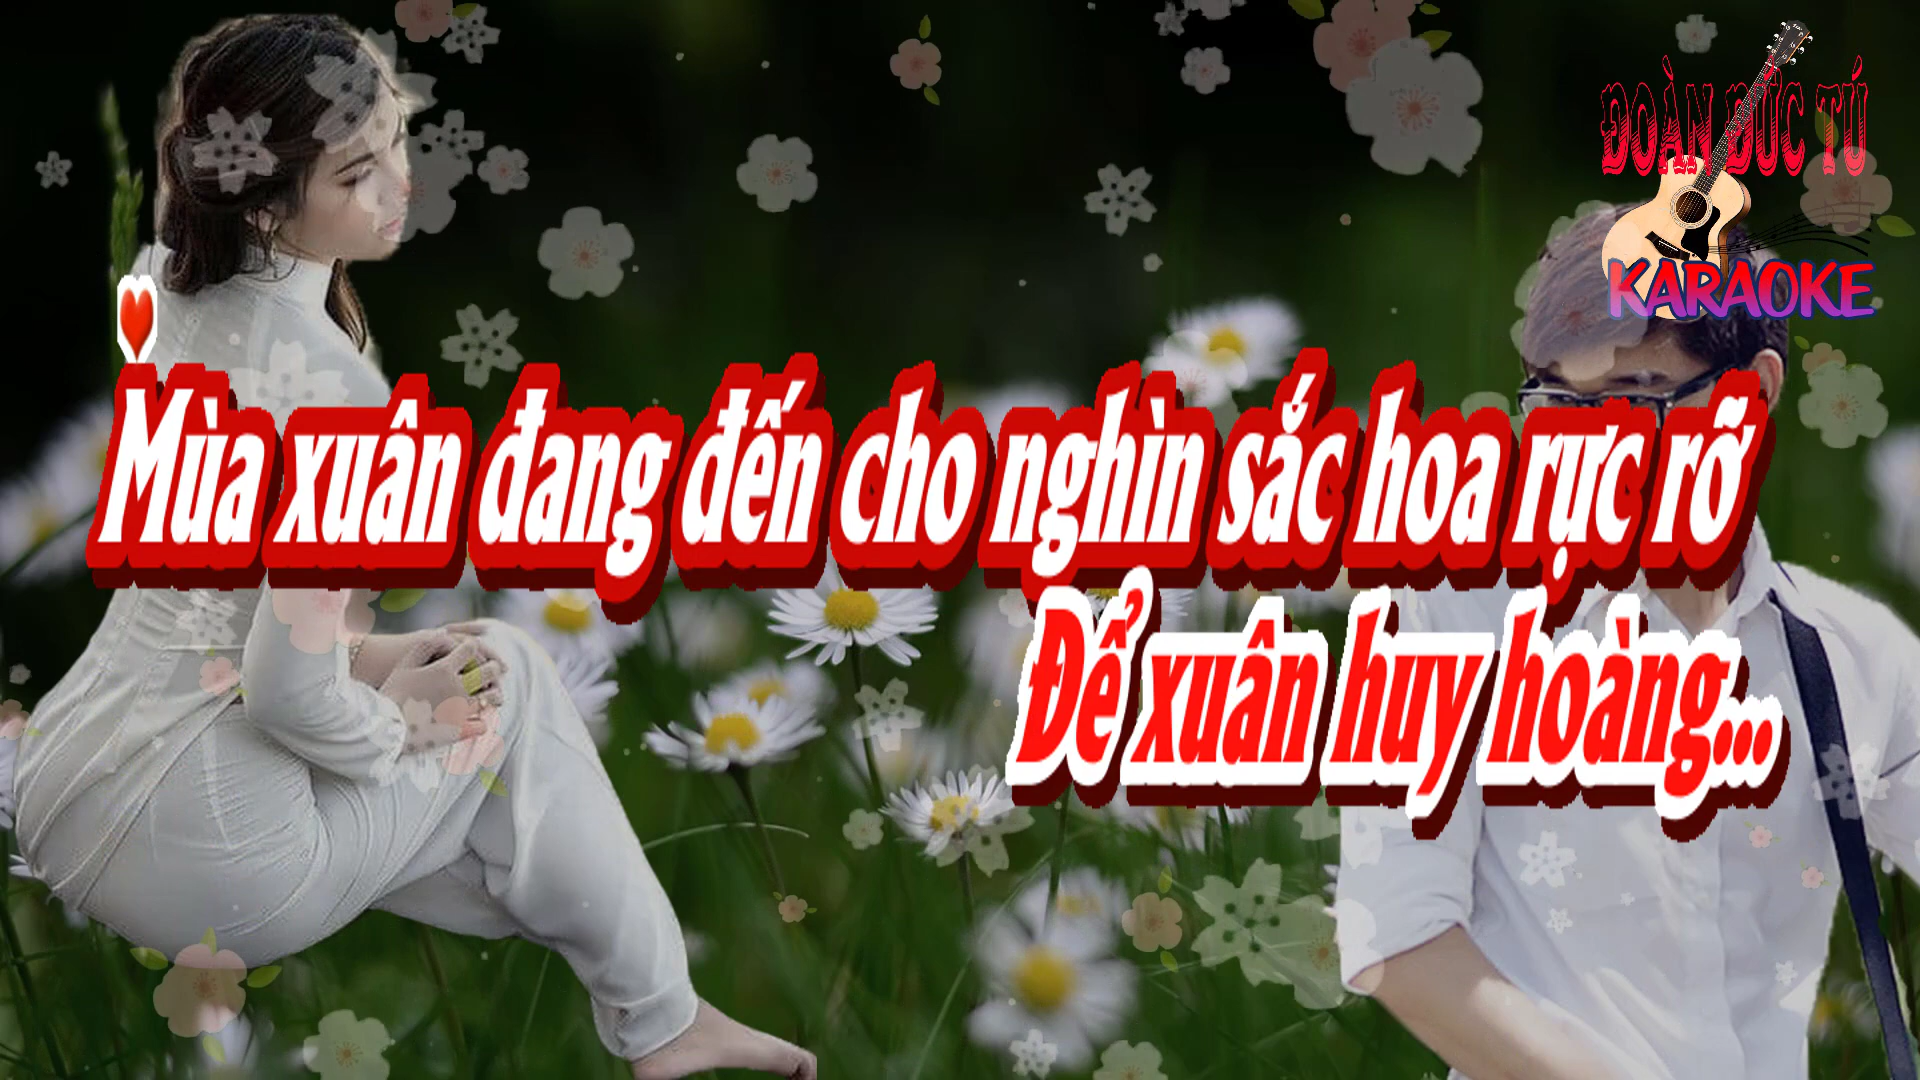 ĐOÀN ĐỨC TÚ
KARAOKE
Mùa xuân đang đến cho nghìn sắc hoa rực rỡ
Để xuân huy hoàng...